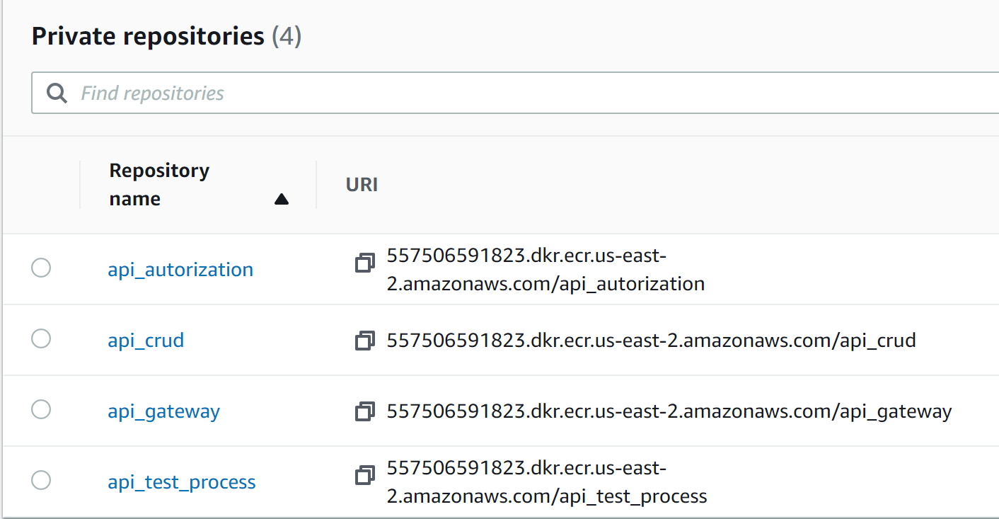 Private repositories (4)
Find repositories
Repository
name
URI
api_autorization
557506591823.dkr.ecr.us-east-
2.amazonaws.com/api_autorization
api_crud
557506591823.dkr.ecr.us-east-2.amazonaws.com/api_crud
api_gateway
557506591823.dkr.ecr.us-east-2.amazonaws.com/api_gateway
api_test_process
557506591823.dkr.ecr.us-east-
2.amazonaws.com/api_test_process